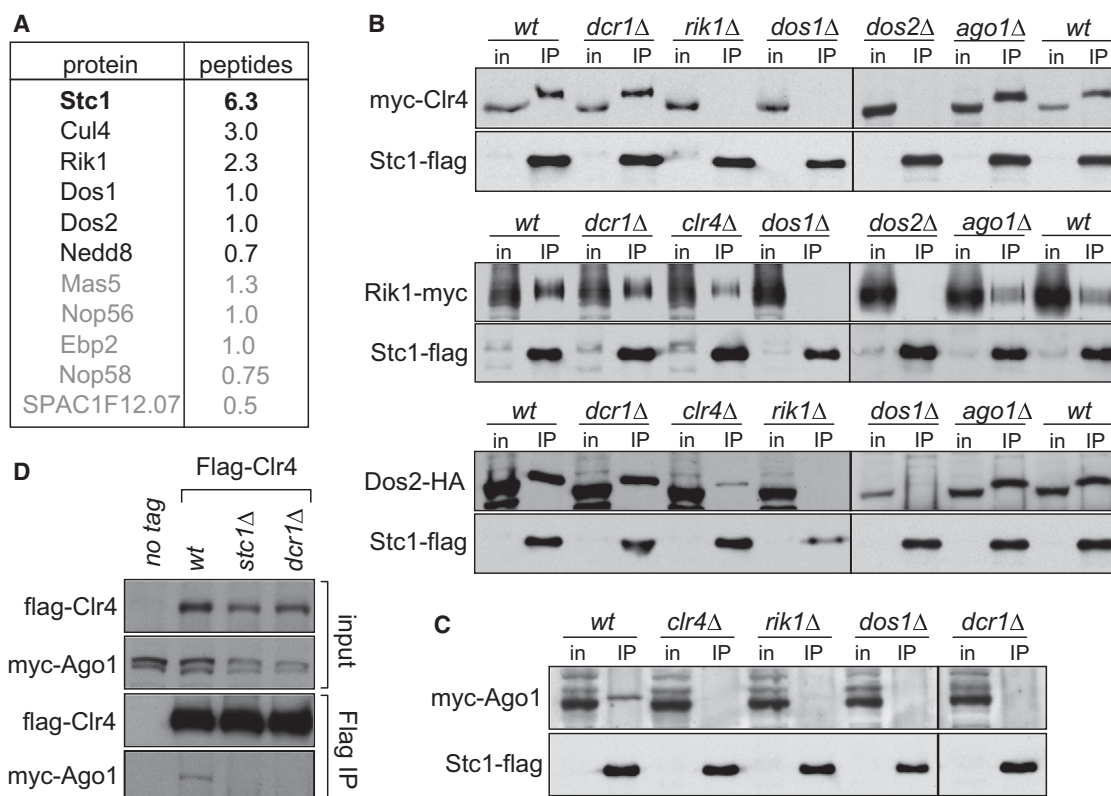 A
protein peptides
Stc1 6.3
Cul4 3.0
Rik1 2.3
Dos1 1.0
Dos2 1.0
Nedd8 0.7
Mas5 1.3
Nop56 1.0
Ebp2 1.0
Nop58 0.75
SPAC1F12.07 0.5
B
wt dcr1Δ rik1Δ dos1Δ dos2Δ ago1Δ wt
in IP in IP in IP in IP in IP in IP in IP
myc-Clr4
Stc1-flag
wt dcr1Δ clr4Δ dos1Δ dos2Δ ago1Δ wt
in IP in IP in IP in IP in IP in IP in IP
Rik1-myc
Stc1-flag
wt dcr1Δ clr4Δ rik1Δ dos1Δ ago1Δ wt
in IP in IP in IP in IP in IP in IP in IP
Dos2-HA
Stc1-flag
D
Flag-Clr4
no tag wt stc1Δ dcr1Δ
flag-Clr4
myc-Ago1
input
flag-Clr4
myc-Ago1
Flag IP
C
wt clr4Δ rik1Δ dos1Δ dcr1Δ
in IP in IP in IP in IP in IP
myc-Ago1
Stc1-flag